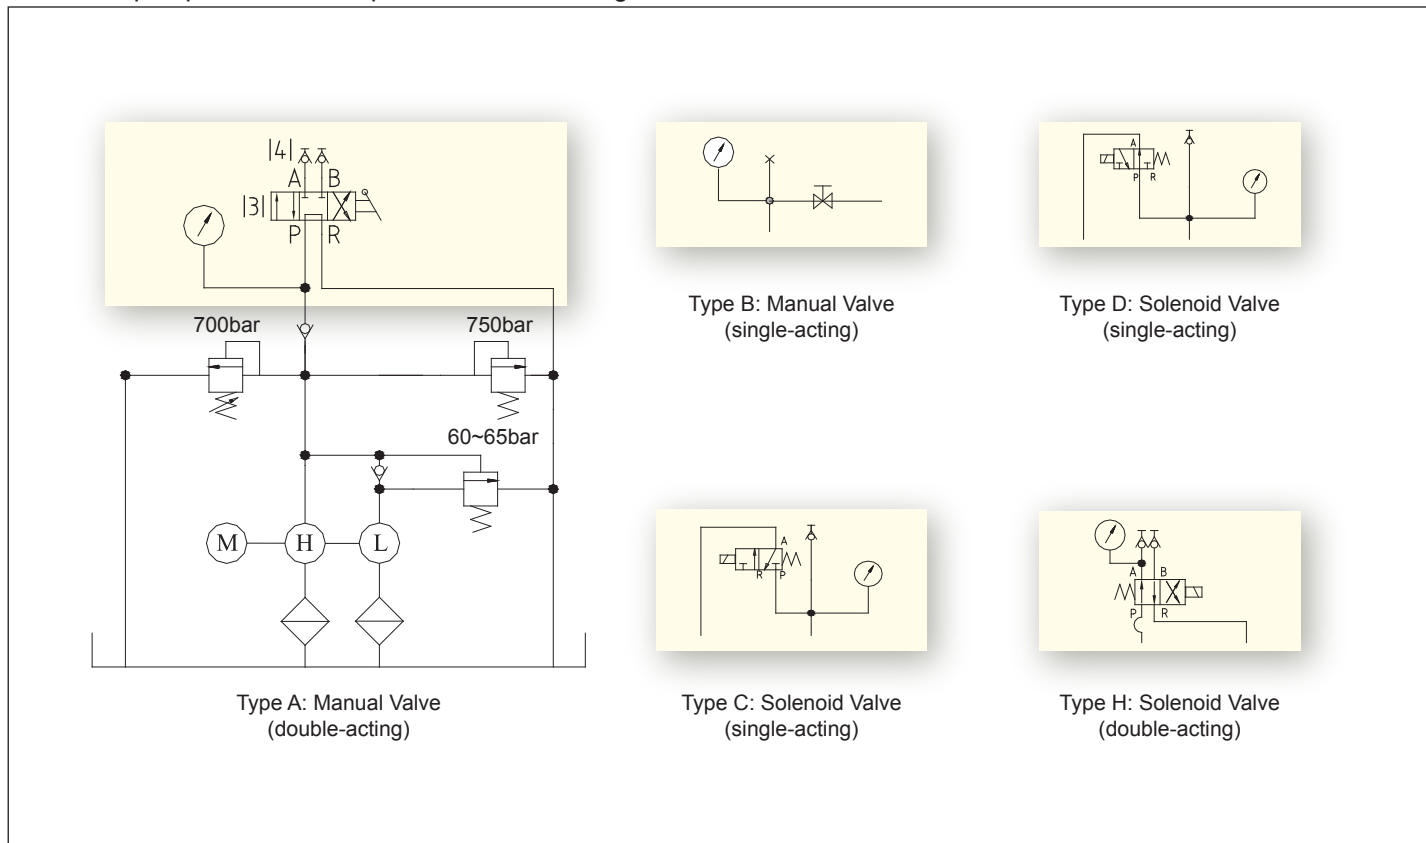 |4|
A B
|3|
P R
700bar
750bar
60~65bar
M H L
Type A: Manual Valve
(double-acting)
Type B: Manual Valve
(single-acting)
A
P R
Type D: Solenoid Valve
(single-acting)
A
R P
Type C: Solenoid Valve
(single-acting)
A B
P R
Type H: Solenoid Valve
(double-acting)